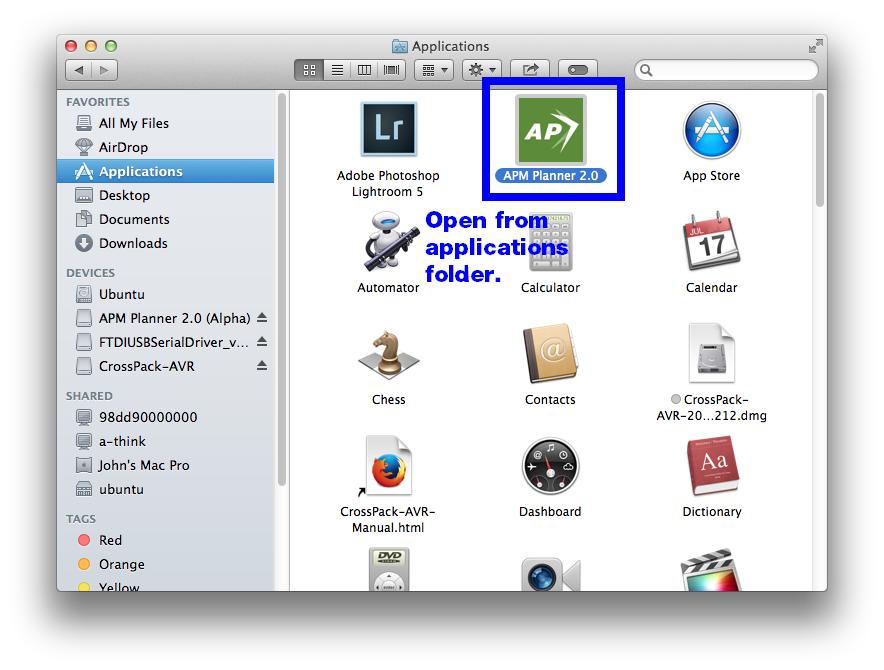 Applications
FAVORITES
All My Files
AirDrop
Applications
Desktop
Documents
Downloads
DEVICES
Ubuntu
APM Planner 2.0 (Alpha)
FTDIUSBSerialDriver_v...
CrossPack-AVR
SHARED
98dd90000000
a-think
John's Mac Pro
ubuntu
TAGS
Red
Orange
Yellow
Lr
Adobe Photoshop
Lightroom 5
AP
APM Planner 2.0
App Store
Open from
applications
folder.
Automator
Calculator
JUL
17
Calendar
Chess
@
Contacts
CrossPack-
AVR-20...212.dmg
CrossPack-AVR-
Manual.html
Dashboard
Aa
Dictionary
DVD